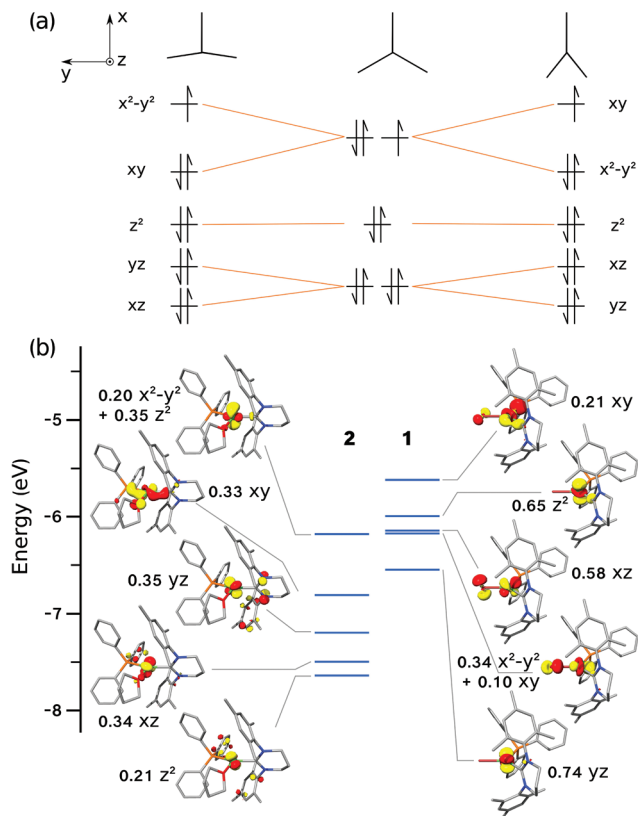 (a)
x
y
z
x²-y²
xy
xy
x²-y²
z²
z²
yz
xz
xz
yz
(b)
0.20 x²-y²
+ 0.35 z²
2
1
0.21 xy
-5
0.33 xy
0.65 z²
-6
Energy (eV)
0.35 yz
0.58 xz
-7
0.34 x²-y²
+ 0.10 xy
0.34 xz
-8
0.21 z²
0.74 yz